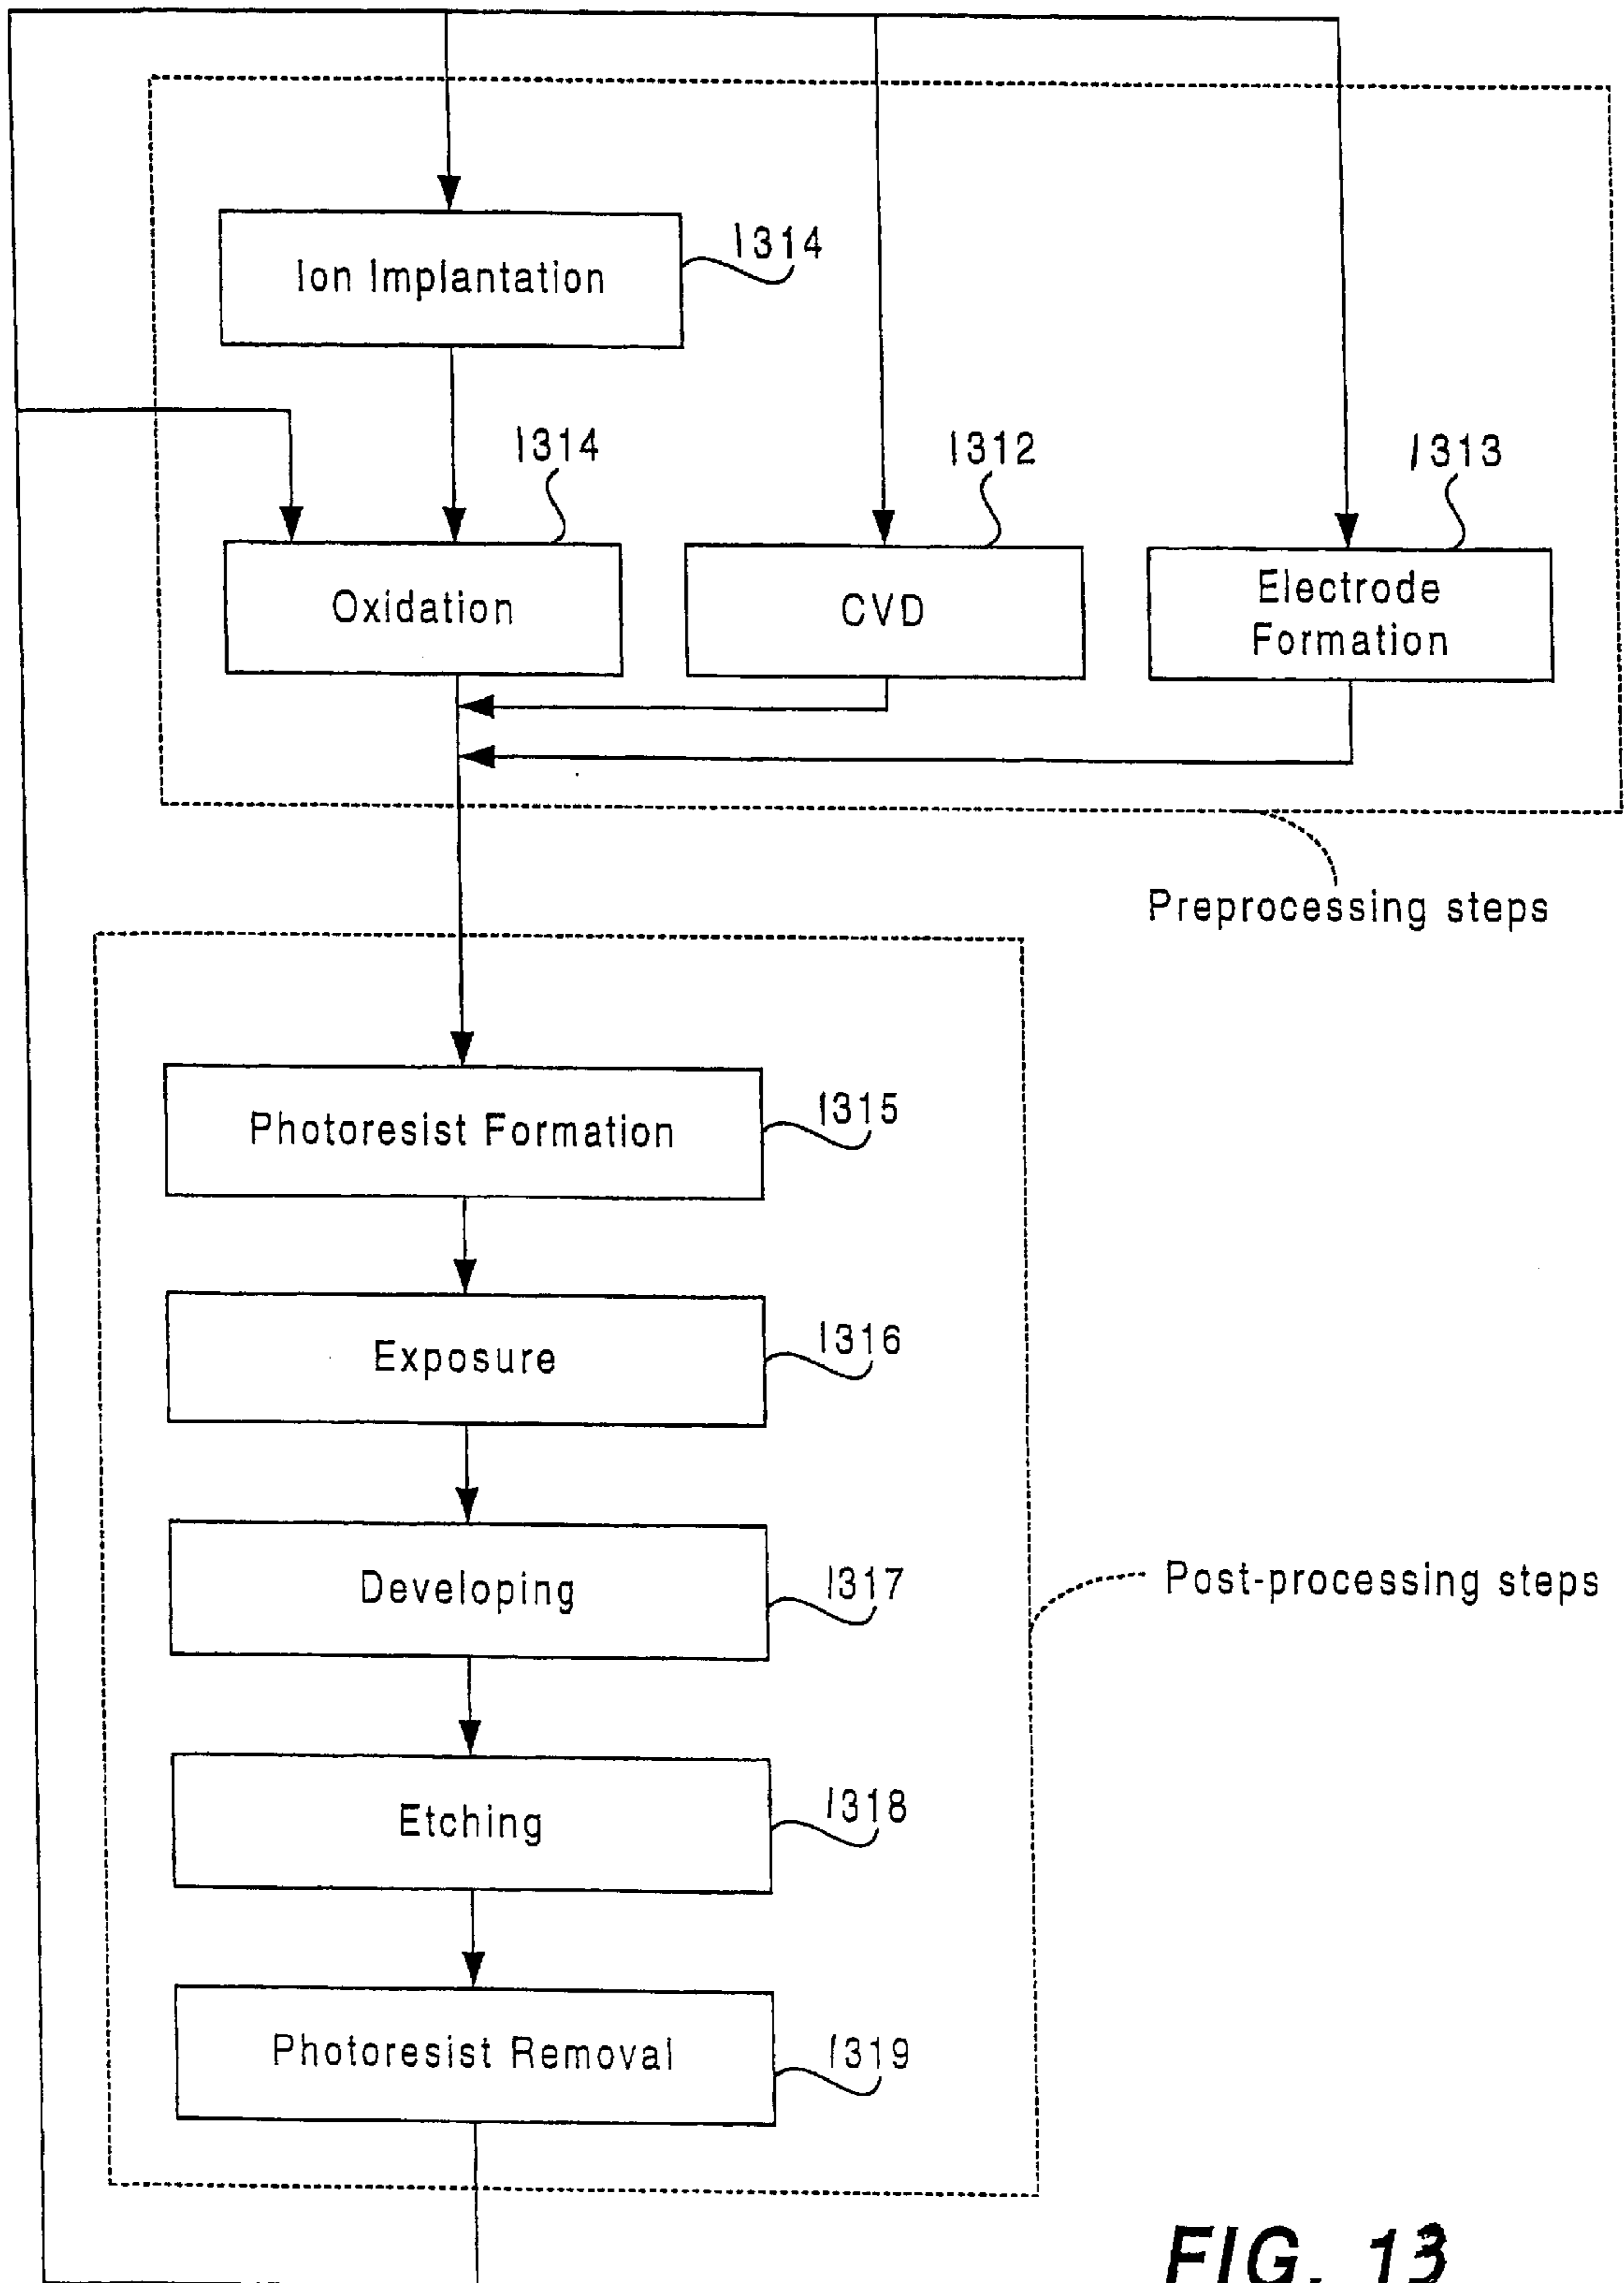 1314
Ion Implantation
1314
1312
1313
Oxidation
CVD
Electrode
Formation
Preprocessing steps
1315
Photoresist Formation
1316
Exposure
1317
Developing
Post-processing steps
1318
Etching
1319
Photoresist Removal
FIG. 13